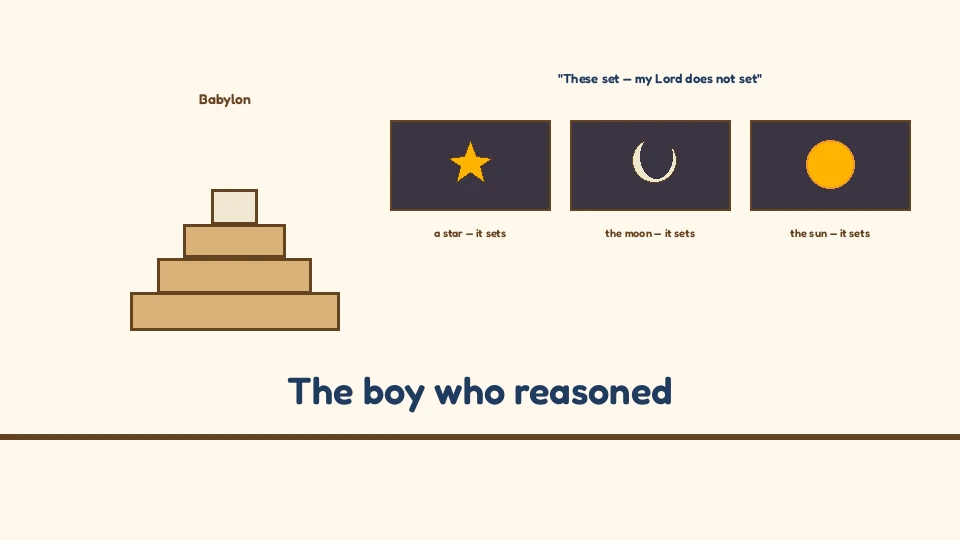 "These set — my Lord does not set"
Babylon
a star — it sets
the moon — it sets
the sun — it sets
The boy who reasoned